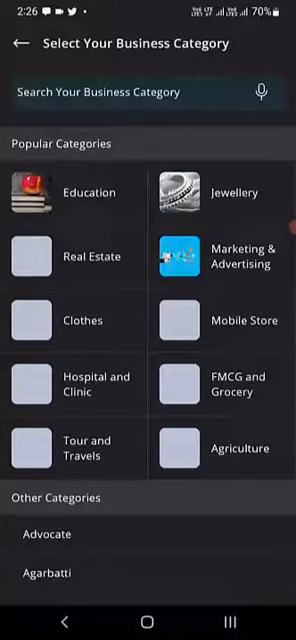 2:26 70%
Select Your Business Category
Search Your Business Category
Popular Categories
Education
Jewellery
Real Estate
Marketing &
Advertising
Clothes
Mobile Store
Hospital and
Clinic
FMCG and
Grocery
Tour and
Travels
Agriculture
Other Categories
Advocate
Agarbatti